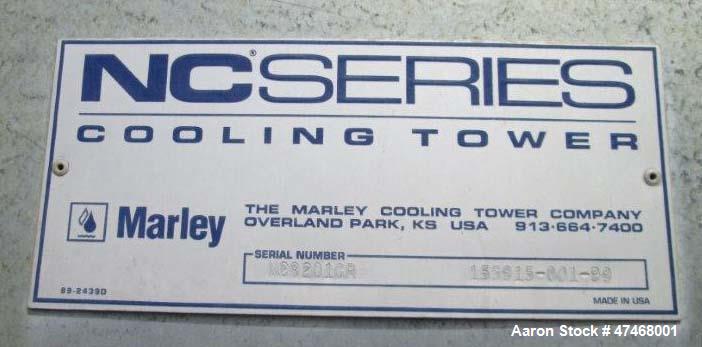 NC® SERIES
COOLING TOWER
Marley
THE MARLEY COOLING TOWER COMPANY
OVERLAND PARK, KS USA 913·664·7400
SERIAL NUMBER
89-2439D
MADE IN USA
Aaron Stock # 47468001